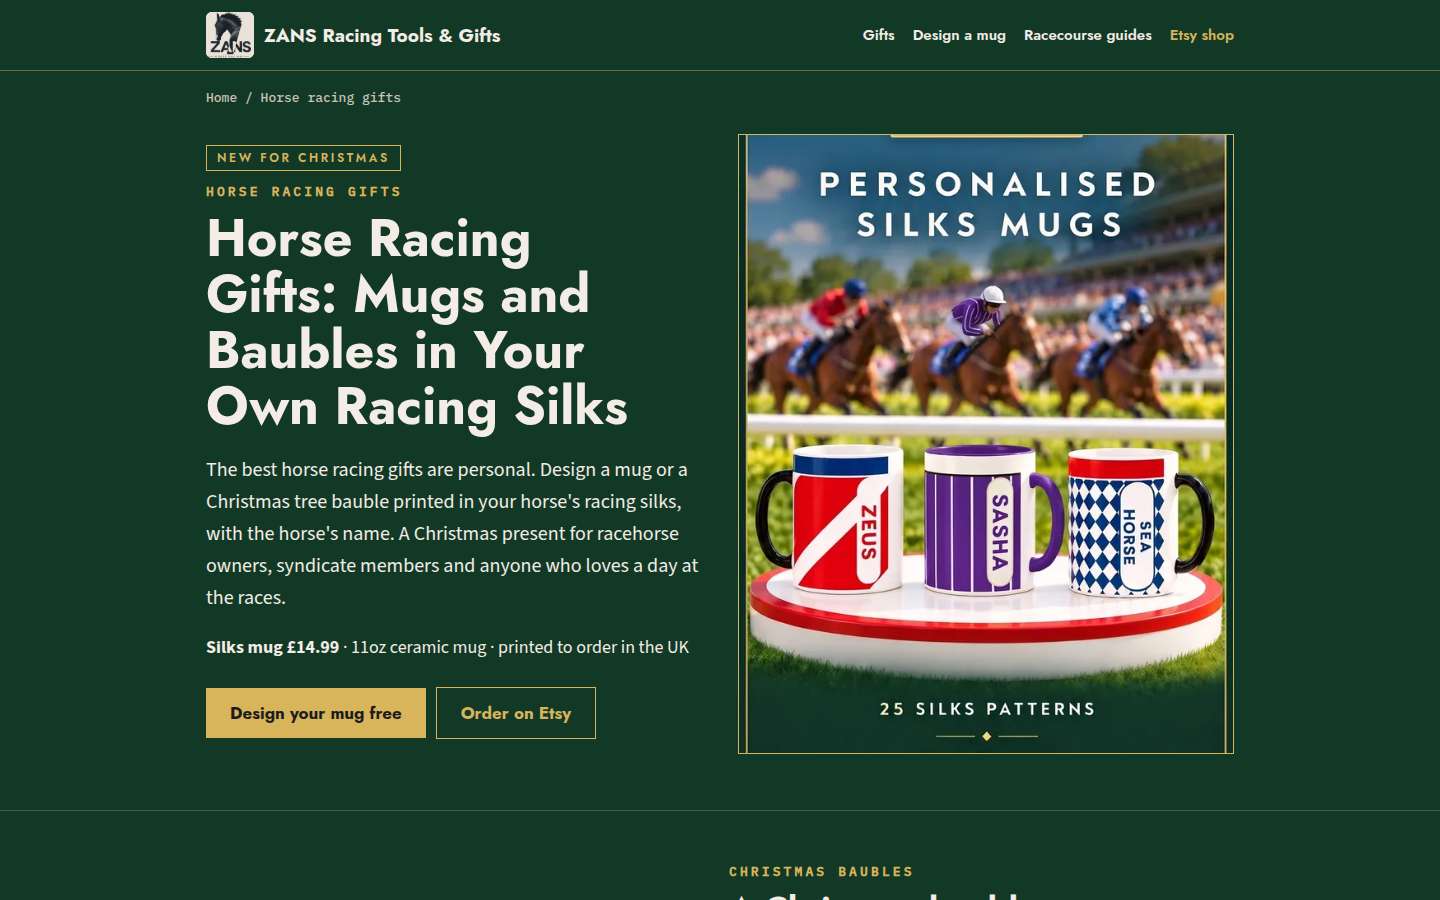 ZANS
ZANS Racing Tools & Gifts
Gifts
Design a mug
Racecourse guides
Etsy shop
Home / Horse racing gifts
NEW FOR CHRISTMAS
HORSE RACING GIFTS
Horse Racing
Gifts: Mugs and
Baubles in Your
Own Racing Silks
The best horse racing gifts are personal. Design a mug or a
Christmas tree bauble printed in your horse's racing silks,
with the horse's name. A Christmas present for racehorse
owners, syndicate members and anyone who loves a day at
the races.
Silks mug £14.99 · 11oz ceramic mug · printed to order in the UK
Design your mug free
Order on Etsy
PERSONALISED
SILKS MUGS
ZEUS
SASHA
SEA
HORSE
25 SILKS PATTERNS
CHRISTMAS BAUBLES